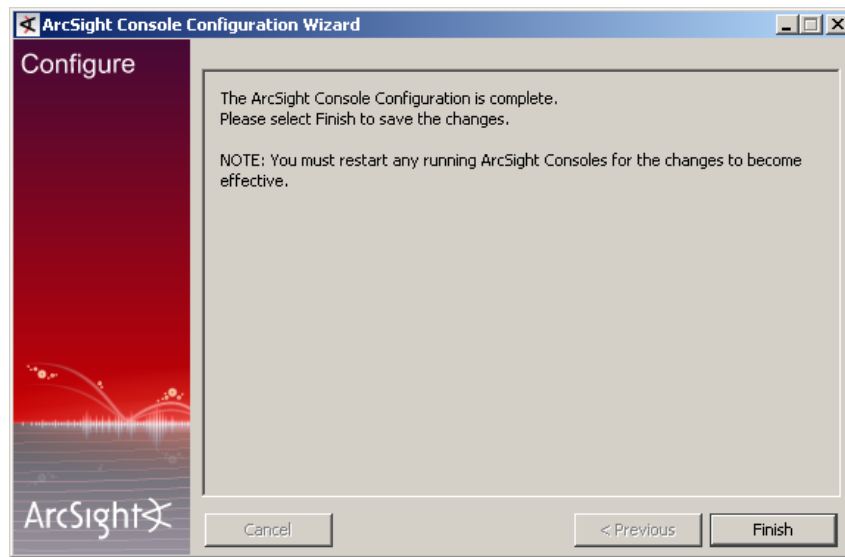 ArcSight Console Configuration Wizard
Configure
The ArcSight Console Configuration is complete.
Please select Finish to save the changes.
NOTE: You must restart any running ArcSight Consoles for the changes to become
effective.
ArcSight
Cancel
< Previous
Finish